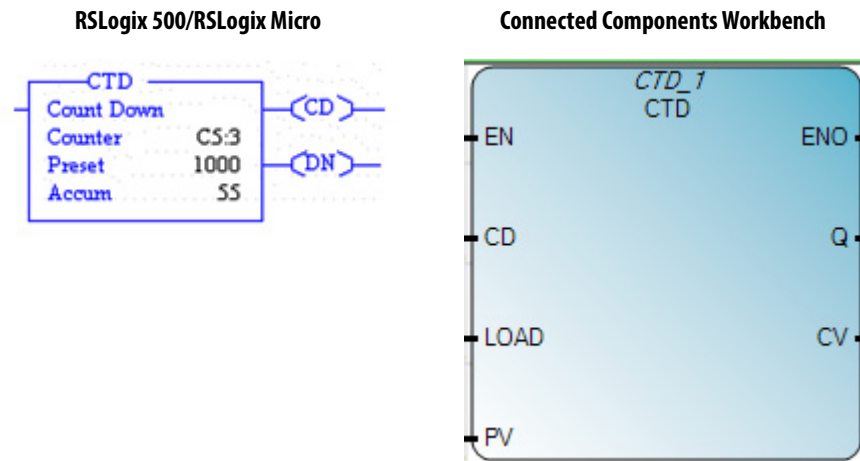 RSLogix 500/RSLogix Micro
CTD
Count Down
Counter C5:3
Preset 1000
Accum 55
CD
DN
Connected Components Workbench
CTD_1
CTD
EN ENO
CD Q
LOAD CV
PV